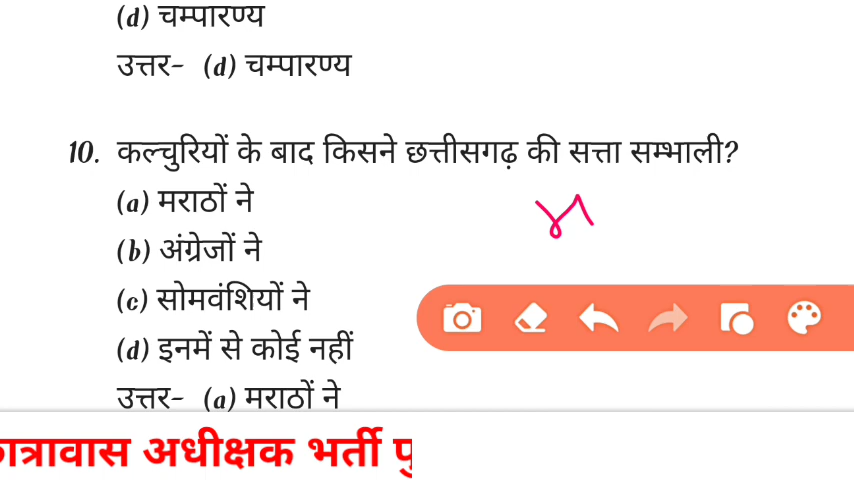 (d) चम्पारण्य
उत्तर- (d) चम्पारण्य
10. कल्चुरियों के बाद किसने छत्तीसगढ़ की सत्ता सम्भाली?
(a) मराठों ने
(b) अंग्रेजों ने
(c) सोमवंशियों ने
(d) इनमें से कोई नहीं
उत्तर- (a) मराठों ने
अधीक्षक भर्ती